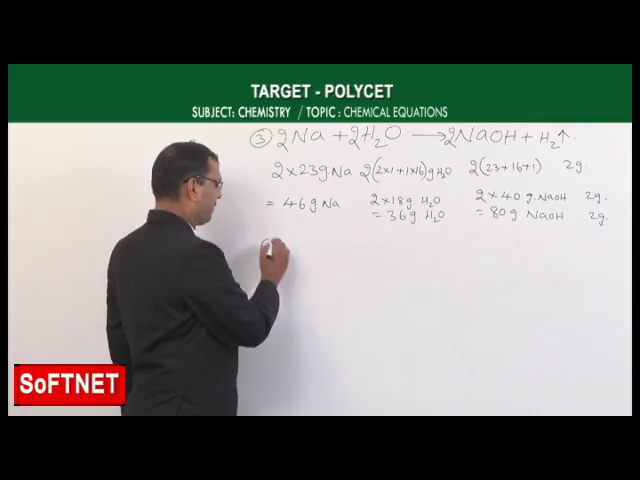 TARGET - POLYCET
SUBJECT: CHEMISTRY / TOPIC : CHEMICAL EQUATIONS
③ 2Na + 2H₂O → 2NaOH + H₂↑
2×23g Na 2(2×1+1×16)g H₂O 2(23+16+1) 2g.
= 46g Na 2×18g H₂O 2×40 g. NaOH 2g.
= 36g H₂O = 80g NaOH 2g.
SoFTNET